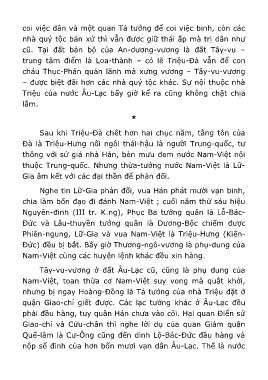 coi việc dân và một quan Tả tướng để coi việc binh, còn các
nhà quý tộc bản xứ thì vẫn được giữ thái ấp mà trị dân như
cũ. Tại đất bản bộ của An-dương-vương là đất Tây-vu –
trung tâm điểm là Loa-thành – có lẽ Triệu-Đà vẫn để con
cháu Thục-Phán quản lãnh mà xưng vương – Tây-vu-vương
– được biệt đãi hơn các nhà quý tộc khác. Sự nội thuộc nhà
Triệu của nước Âu-Lạc bấy giờ kể ra cũng không chặt chịa
lắm.
*
Sau khi Triệu-Đà chết hơn hai chục năm, tằng tôn của
Đà là Triệu-Hưng nối ngôi thái-hậu là người Trung-quốc, tư
thông với sứ giả nhà Hán, bèn mưu đem nước Nam-Việt nội
thuộc Trung-quốc. Nhưng thừa-tướng nước Nam-Việt là Lữ-
Gia âm kết với các đại thần để phản đối.
Nghe tin Lữ-Gia phản đối, vua Hán phát mười vạn binh,
chia làm bốn đạo đi đánh Nam-Việt ; cuối năm thứ sáu hiệu
Nguyên-đỉnh (III tr. K.ng), Phục Ba tướng quân là Lỗ-Bác-
Đức và Lâu-thuyền tướng quân là Dương-Bộc chiếm được
Phiên-ngung, Lữ-Gia và vua Nam-Việt là Triệu-Hưng (Kiến-
Đức) đều bị bắt. Bấy giờ Thương-ngô-vương là phụ-dung của
Nam-Việt cùng các huyện lệnh khác đều xin hàng.
Tây-vu-vương ở đất Âu-Lạc cũ, cũng là phụ dung của
Nam-Việt, toan thừa cơ Nam-Việt suy vong mà quật khởi,
nhưng bị ngay Hoàng-Đồng là Tả tướng của nhà Triệu đặt ở
quận Giao-chỉ giết được. Các lạc tướng khác ở Âu-Lạc đều
phải đầu hàng, tuy quân Hán chưa vào cõi. Hai quan Điển sứ
Giao-chỉ và Cửu-chân thì nghe lời dụ của quan Giám quận
Quế-lâm là Cư-Ông cũng đến dinh Lộ-Bác-Đức đầu hàng và
nộp sổ đinh của hơn bốn mươi vạn dân Âu-Lạc. Thế là nước